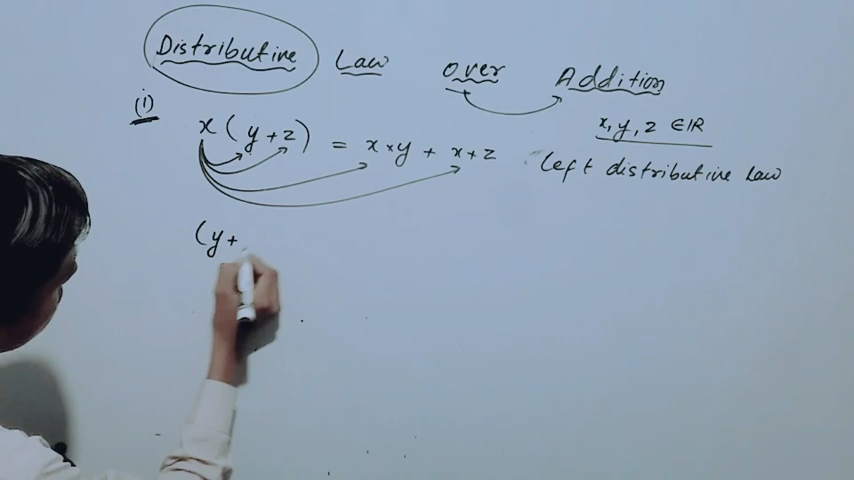 Distributive Law over Addition
(i) x(y+z) = x×y + x+z x, y, z ∈ IR
left distributive Law
(y+